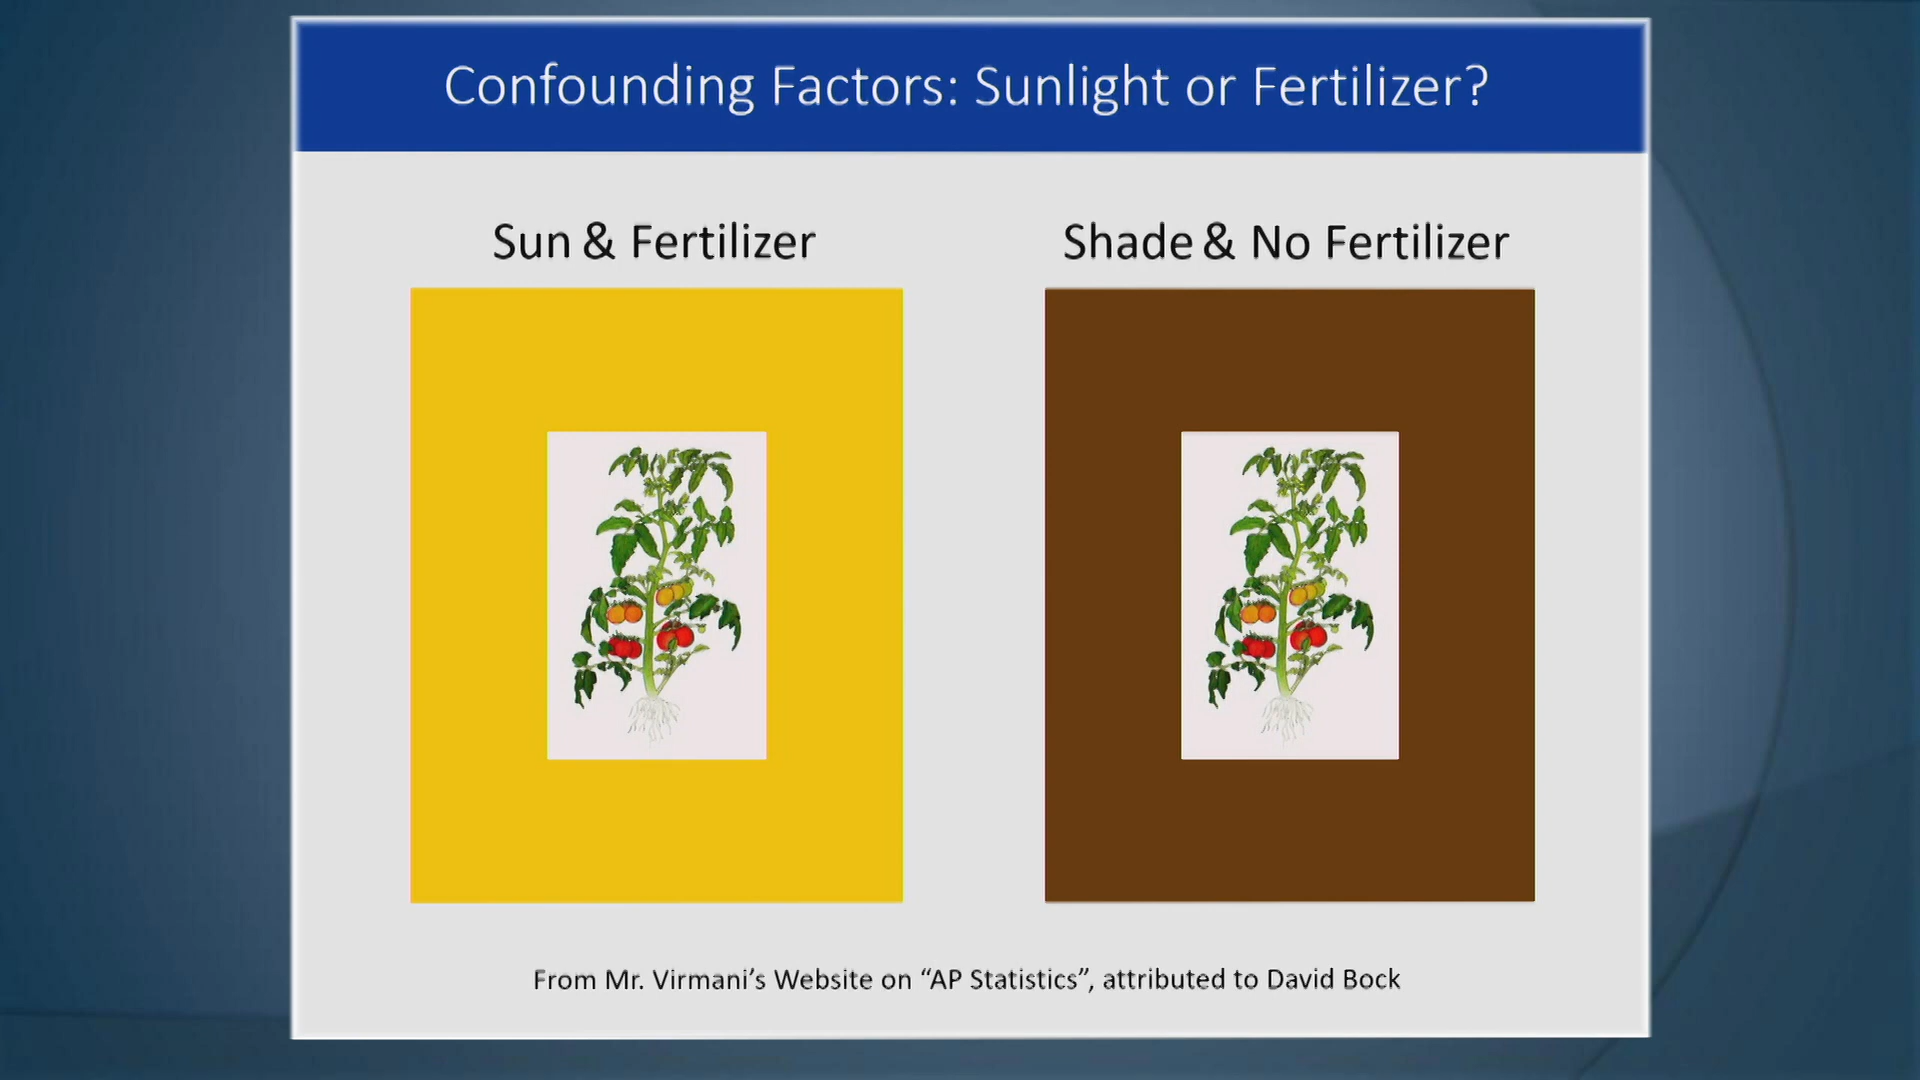 Confounding Factors: Sunlight or Fertilizer?
Sun & Fertilizer
Shade & No Fertilizer
From Mr. Virmani’s Website on “AP Statistics”, attributed to David Bock